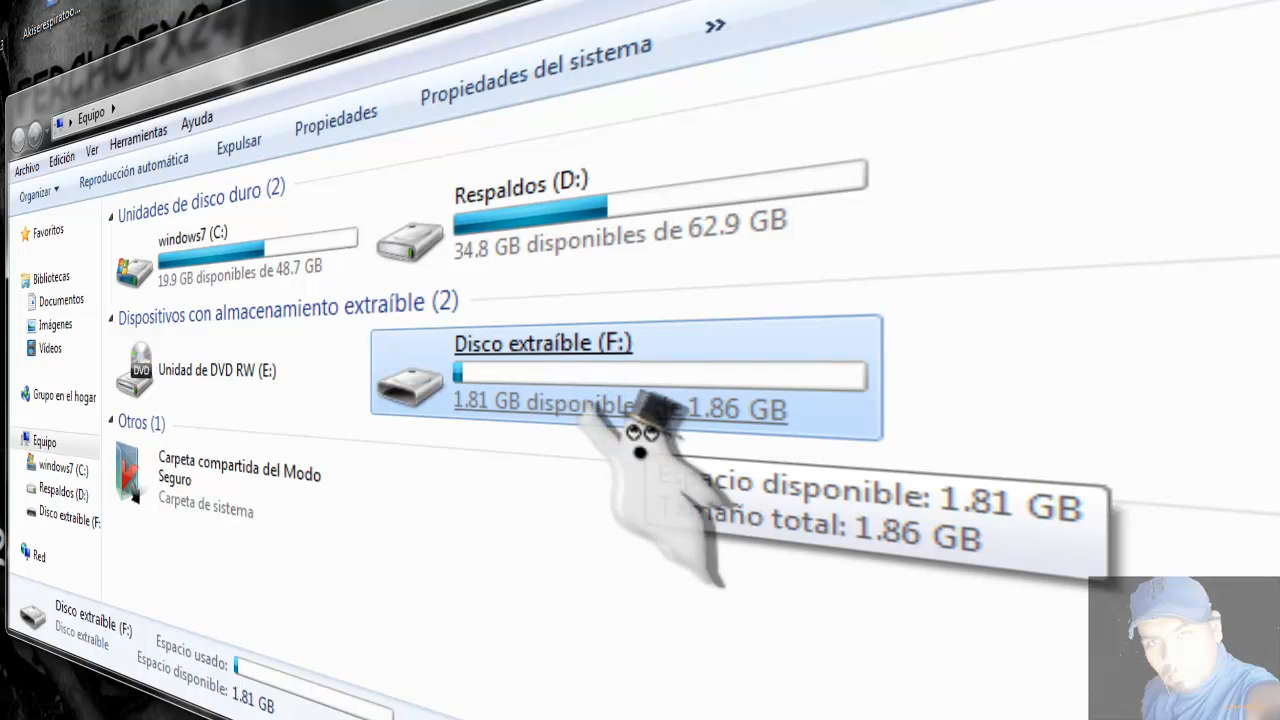 Akiserespiratoo...
Equipo
Archivo Edición Ver Herramientas Ayuda
Organizar Reproducción automática Expulsar Propiedades Propiedades del sistema »
Favoritos
Bibliotecas
Documentos
Imágenes
Vídeos
Grupo en el hogar
Equipo
windows7 (C:)
Respaldos (D:)
Disco extraíble (F:
Red
Unidades de disco duro (2)
windows7 (C:)
19.9 GB disponibles de 48.7 GB
Respaldos (D:)
34.8 GB disponibles de 62.9 GB
Dispositivos con almacenamiento extraíble (2)
DVD
Unidad de DVD RW (E:)
Disco extraíble (F:)
1.81 GB disponible 1.86 GB
Otros (1)
Carpeta compartida del Modo
Seguro
Carpeta de sistema
Espacio disponible: 1.81 GB
Tamaño total: 1.86 GB
Disco extraíble (F:)
Disco extraíble
Espacio usado:
Espacio disponible: 1.81 GB